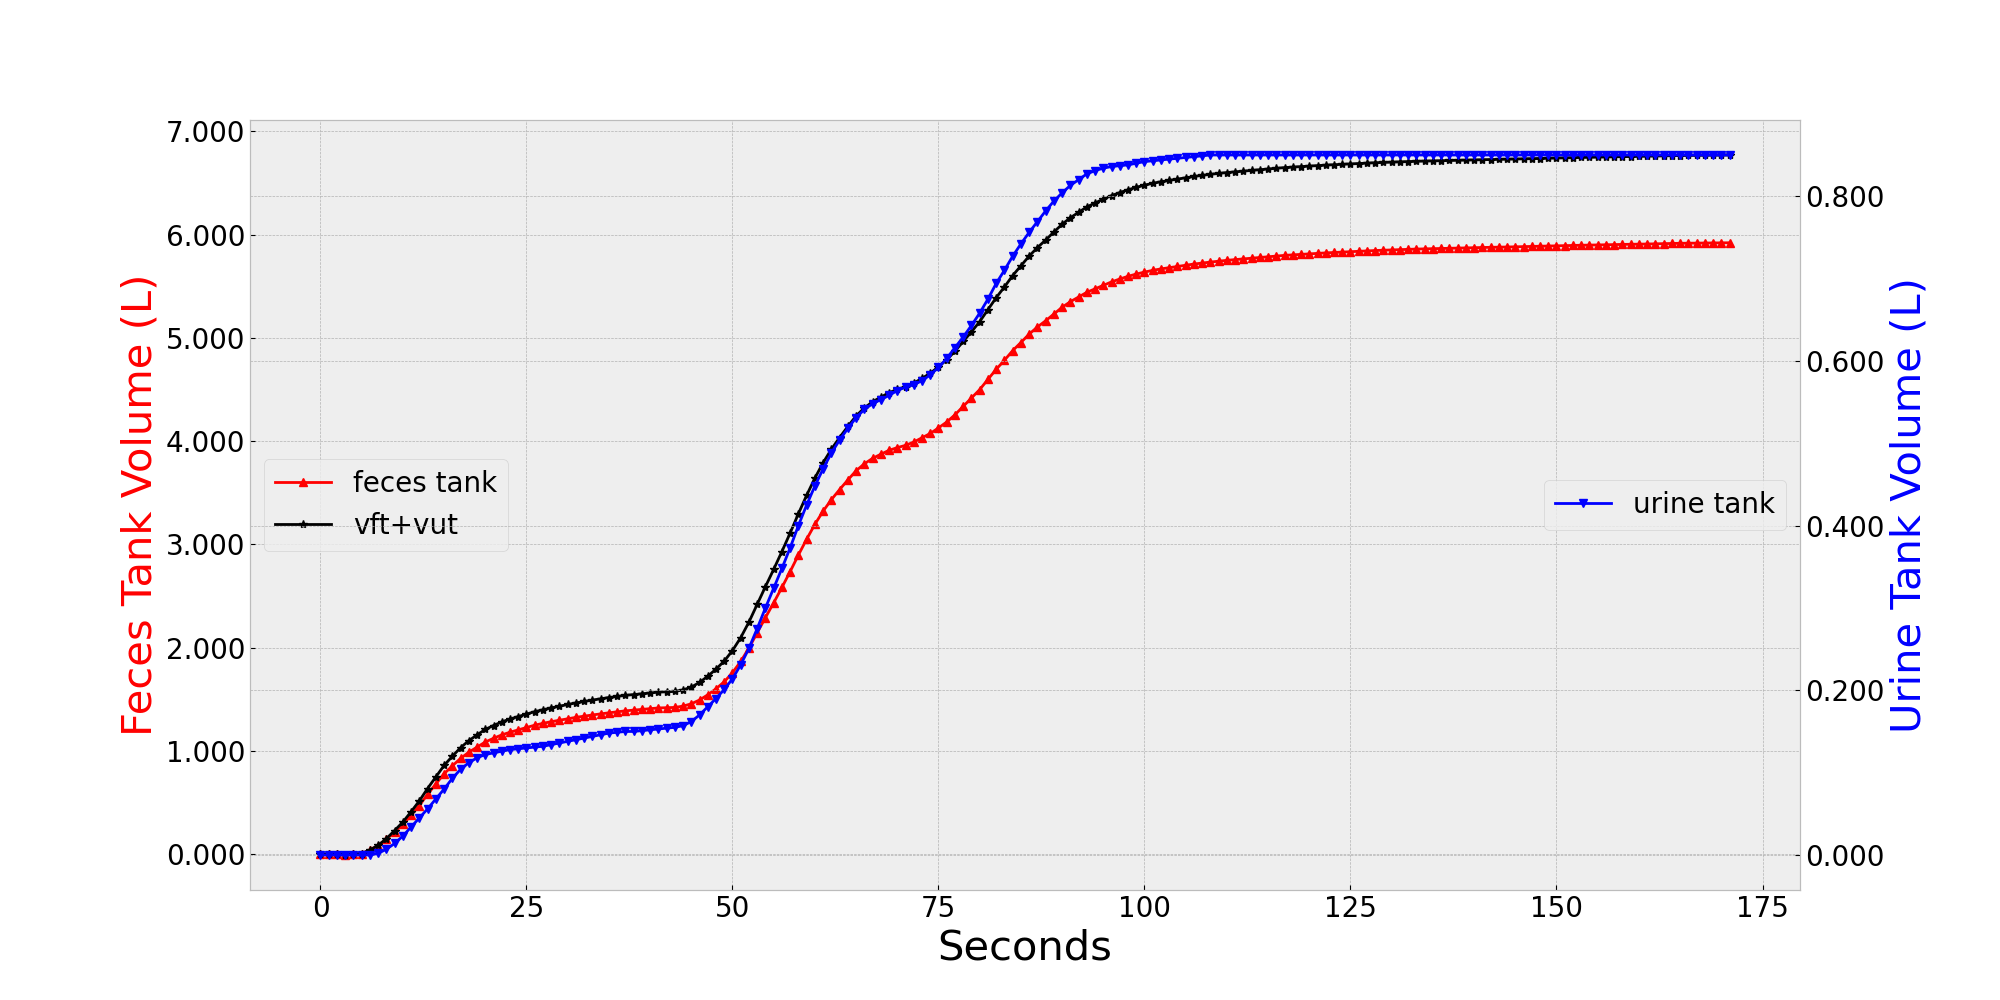 7.000
6.000
5.000
4.000
3.000
2.000
1.000
0.000
Feces Tank Volume (L)
feces tank
vft+vut
urine tank
0.800
0.600
0.400
0.200
0.000
Urine Tank Volume (L)
0 25 50 75 100 125 150 175
Seconds